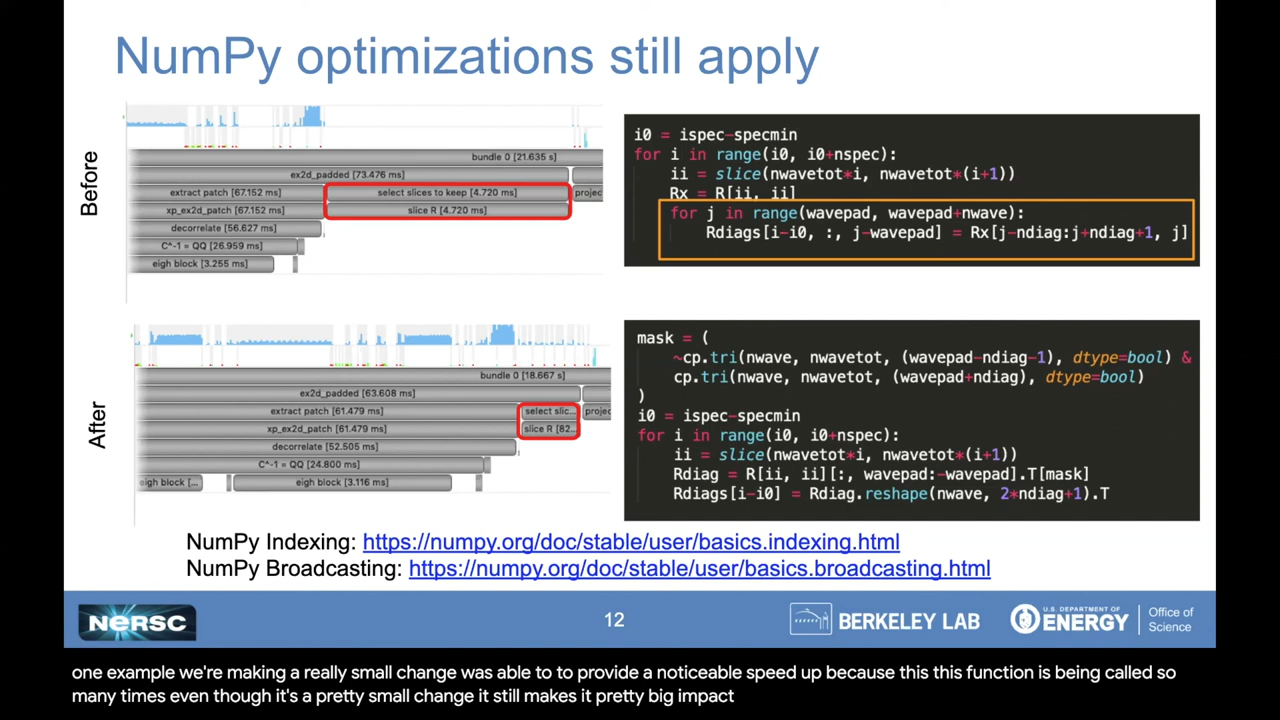 NumPy optimizations still apply
Before
bundle 0 [21.635 s]
ex2d_padded [73.476 ms]
extract patch [67.152 ms]
select slices to keep [4.720 ms]
projec
xp_ex2d_patch [67.152 ms]
slice R [4.720 ms]
decorrelate [56.627 ms]
C^-1 = QQ [26.959 ms]
eigh block [3.255 ms]
i0 = ispec-specmin
for i in range(i0, i0+nspec):
ii = slice(nwavetot*i, nwavetot*(i+1))
Rx = R[ii, ii]
for j in range(wavepad, wavepad+nwave):
Rdiags[i-i0, :, j-wavepad] = Rx[j-ndiag:j+ndiag+1, j]
After
bundle 0 [18.667 s]
ex2d_padded [63.608 ms]
extract patch [61.479 ms]
select slic...
projec
xp_ex2d_patch [61.479 ms]
slice R [82...
decorrelate [52.505 ms]
C^-1 = QQ [24.800 ms]
eigh block [...
eigh block [3.116 ms]
mask = (
~cp.tri(nwave, nwavetot, (wavepad-ndiag-1), dtype=bool) &
cp.tri(nwave, nwavetot, (wavepad+ndiag), dtype=bool)
)
i0 = ispec-specmin
for i in range(i0, i0+nspec):
ii = slice(nwavetot*i, nwavetot*(i+1))
Rdiag = R[ii, ii][:, wavepad:-wavepad].T[mask]
Rdiags[i-i0] = Rdiag.reshape(nwave, 2*ndiag+1).T
NumPy Indexing: https://numpy.org/doc/stable/user/basics.indexing.html
NumPy Broadcasting: https://numpy.org/doc/stable/user/basics.broadcasting.html
NERSC
12
BERKELEY LAB
U.S. DEPARTMENT OF
ENERGY
Office of
Science
one example we're making a really small change was able to to provide a noticeable speed up because this this function is being called so
many times even though it's a pretty small change it still makes it pretty big impact